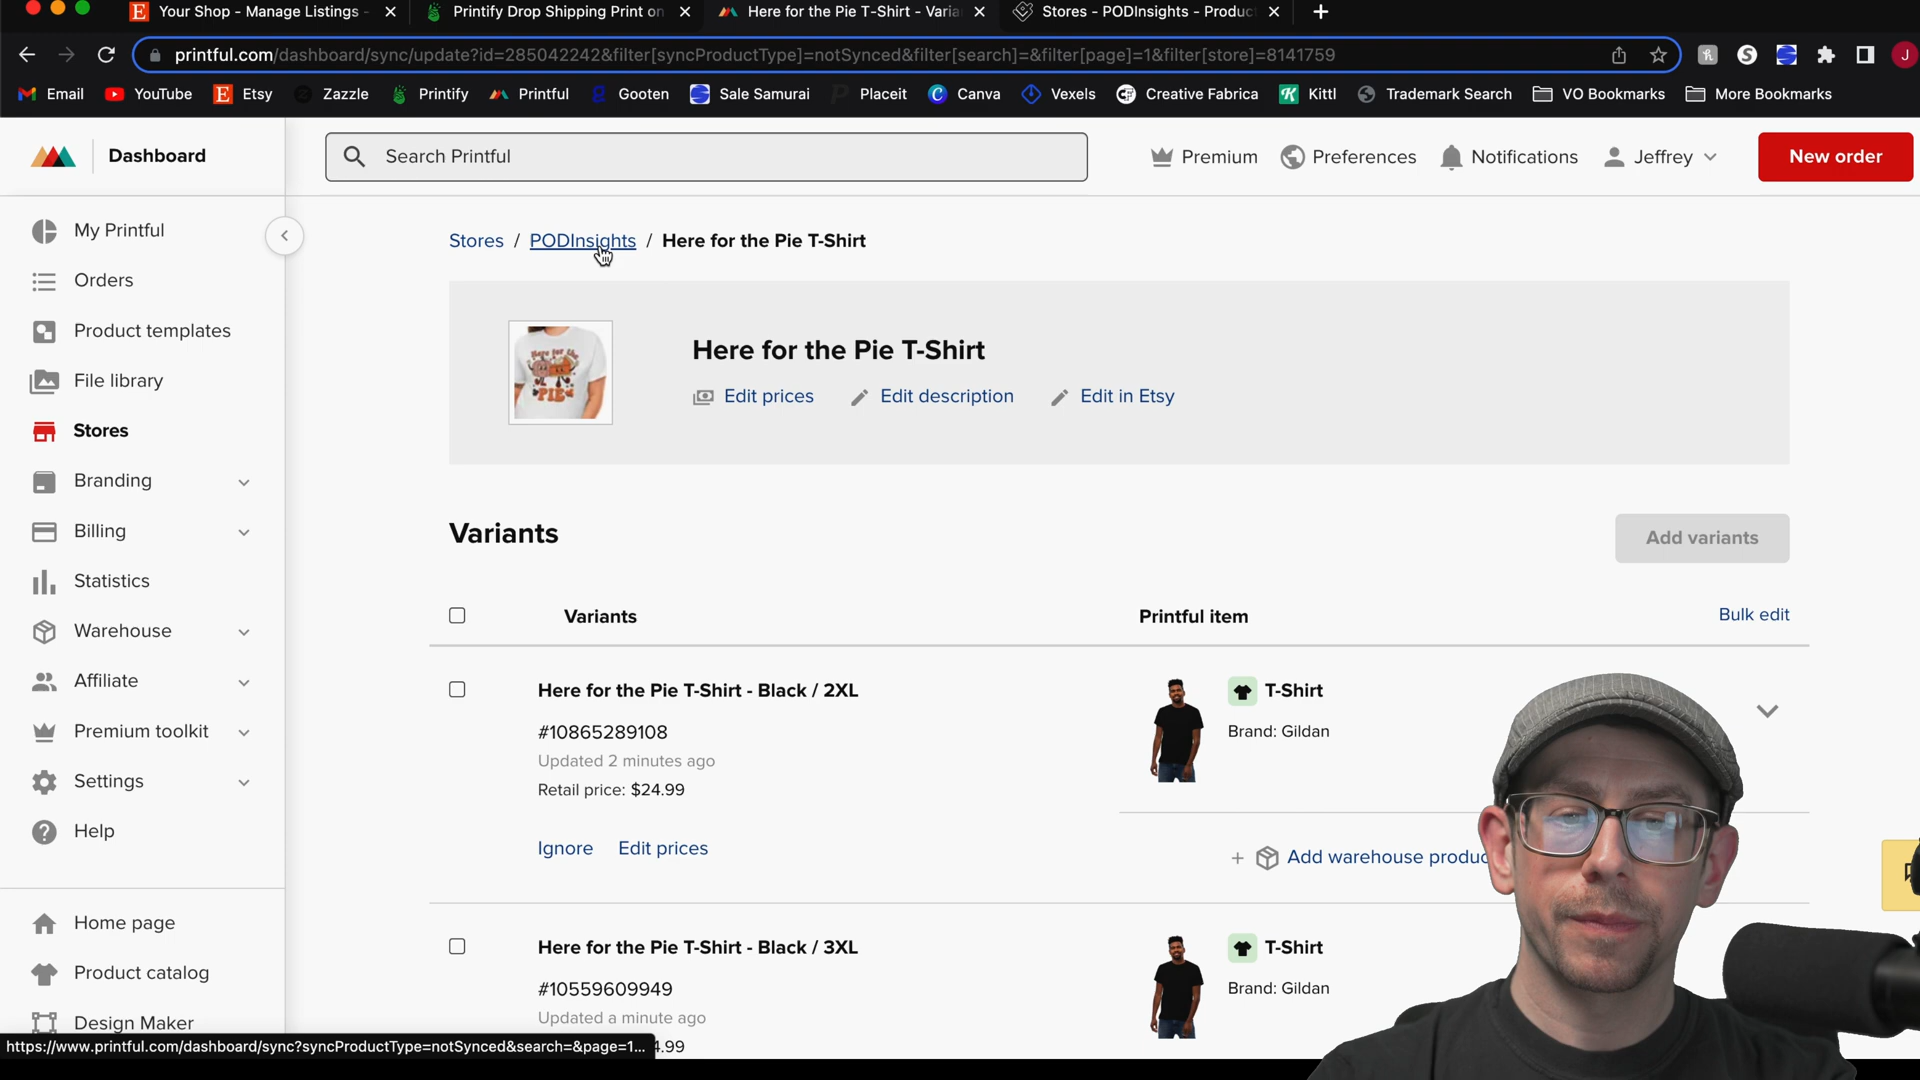 Your Shop - Manage Listings -
Printify Drop Shipping Print on
Here for the Pie T-Shirt - Varia
Stores - PODInsights - Produc
printful.com/dashboard/sync/update?id=285042242&filter[syncProductType]=notSynced&filter[search]=&filter[page]=1&filter[store]=8141759
J
Email YouTube Etsy Zazzle Printify Printful Gooten Sale Samurai Placeit Canva Vexels Creative Fabrica Kittl Trademark Search VO Bookmarks More Bookmarks
Dashboard
Search Printful
Premium Preferences Notifications Jeffrey New order
My Printful
Orders
Product templates
File library
Stores
Branding
Billing
Statistics
Warehouse
Affiliate
Premium toolkit
Settings
Help
Home page
Product catalog
Design Maker
Stores / PODInsights / Here for the Pie T-Shirt
Here for the
PIE
Here for the Pie T-Shirt
Edit prices Edit description Edit in Etsy
Variants
Add variants
Variants Printful item Bulk edit
Here for the Pie T-Shirt - Black / 2XL
#10865289108
Updated 2 minutes ago
Retail price: $24.99
Ignore Edit prices
T-Shirt
Brand: Gildan
+ Add warehouse produc
Here for the Pie T-Shirt - Black / 3XL
#10559609949
Updated a minute ago
4.99
T-Shirt
Brand: Gildan
https://www.printful.com/dashboard/sync?syncProductType=notSynced&search=&page=1...